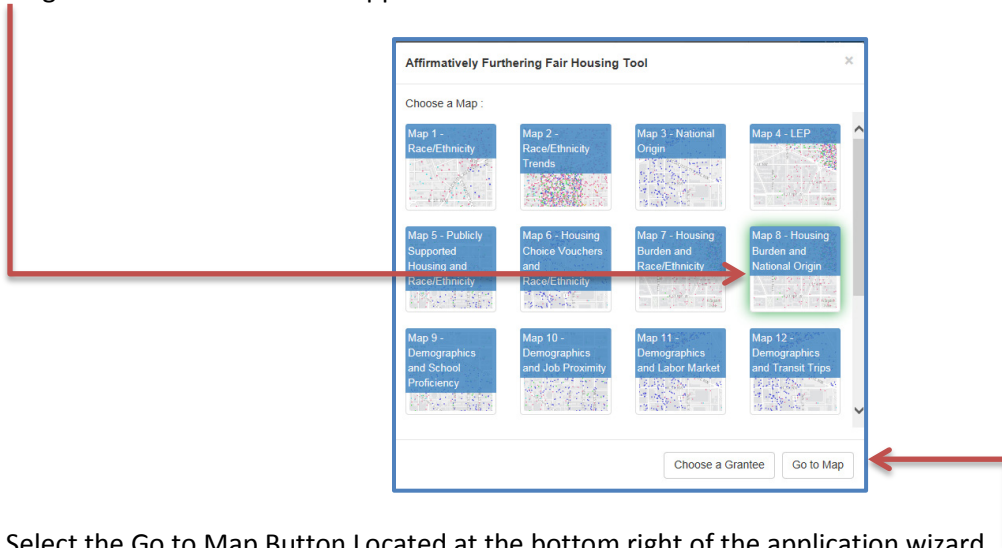 Affirmatively Furthering Fair Housing Tool
×
Choose a Map :
Map 1 -
Race/Ethnicity
Map 2 -
Race/Ethnicity
Trends
Map 3 - National
Origin
Map 4 - LEP
Map 5 - Publicly
Supported
Housing and
Race/Ethnicity
Map 6 - Housing
Choice Vouchers
and
Race/Ethnicity
Map 7 - Housing
Burden and
Race/Ethnicity
Map 8 - Housing
Burden and
National Origin
Map 9 -
Demographics
and School
Proficiency
Map 10 -
Demographics
and Job Proximity
Map 11 -
Demographics
and Labor Market
Map 12 -
Demographics
and Transit Trips
Choose a Grantee
Go to Map
Select the Go to Map Button Located at the bottom right of the application wizard